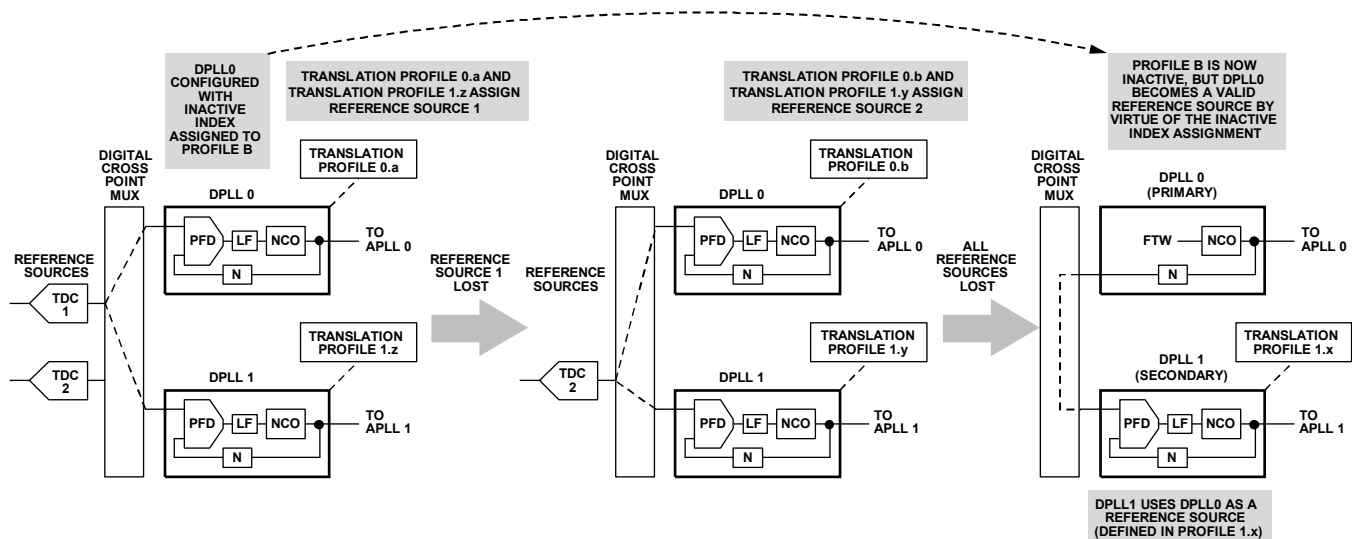 DPLL0
CONFIGURED
WITH
INACTIVE
INDEX
ASSIGNED TO
PROFILE B
TRANSLATION PROFILE 0.a AND
TRANSLATION PROFILE 1.z ASSIGN
REFERENCE SOURCE 1
DIGITAL
CROSS
POINT
MUX
TRANSLATION
PROFILE 0.a
DPLL 0
PFD
LF
NCO
N
TO
APLL 0
REFERENCE
SOURCES
TDC
1
TDC
2
TRANSLATION
PROFILE 1.z
DPLL 1
PFD
LF
NCO
N
TO
APLL 1
REFERENCE
SOURCE 1
LOST
TRANSLATION PROFILE 0.b AND
TRANSLATION PROFILE 1.y ASSIGN
REFERENCE SOURCE 2
DIGITAL
CROSS
POINT
MUX
TRANSLATION
PROFILE 0.b
DPLL 0
PFD
LF
NCO
N
TO
APLL 0
REFERENCE
SOURCES
TDC
2
TRANSLATION
PROFILE 1.y
DPLL 1
PFD
LF
NCO
N
TO
APLL 1
ALL
REFERENCE
SOURCES
LOST
PROFILE B IS NOW
INACTIVE, BUT DPLL0
BECOMES A VALID
REFERENCE SOURCE BY
VIRTUE OF THE INACTIVE
INDEX ASSIGNMENT
DIGITAL
CROSS
POINT
MUX
DPLL 0
(PRIMARY)
FTW
NCO
N
TO
APLL 0
TRANSLATION
PROFILE 1.x
DPLL 1
(SECONDARY)
PFD
LF
NCO
N
TO
APLL 1
DPLL1 USES DPLL0 AS A
REFERENCE SOURCE
(DEFINED IN PROFILE 1.x)